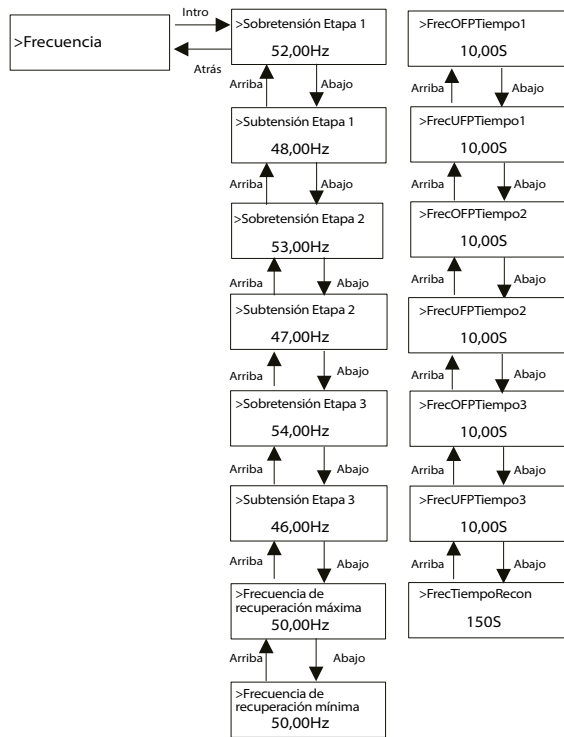 >Frecuencia
Intro
Atrás
>Sobretensión Etapa 1
52,00Hz
Arriba
Abajo
>Subtensión Etapa 1
48,00Hz
Arriba
Abajo
>Sobretensión Etapa 2
53,00Hz
Arriba
Abajo
>Subtensión Etapa 2
47,00Hz
Arriba
Abajo
>Sobretensión Etapa 3
54,00Hz
Arriba
Abajo
>Subtensión Etapa 3
46,00Hz
Arriba
Abajo
>Frecuencia de
recuperación máxima
50,00Hz
Arriba
Abajo
>Frecuencia de
recuperación mínima
50,00Hz
>FrecOFPTiempo1
10,00S
Arriba
Abajo
>FrecUFPTiempo1
10,00S
Arriba
Abajo
>FrecOFPTiempo2
10,00S
Arriba
Abajo
>FrecUFPTiempo2
10,00S
Arriba
Abajo
>FrecOFPTiempo3
10,00S
Arriba
Abajo
>FrecUFPTiempo3
10,00S
Arriba
Abajo
>FrecTiempoRecon
150S